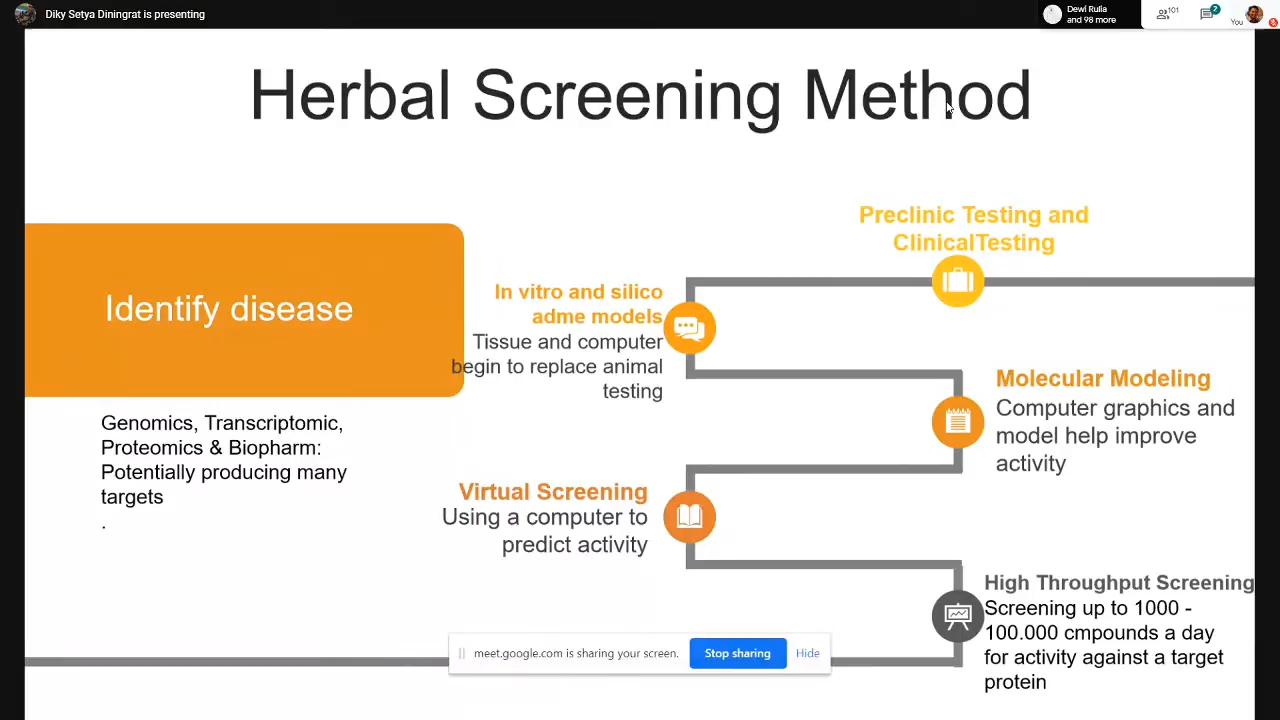 Diky Setya Diningrat is presenting
Dewi Rulia
and 98 more
101
2
You
Herbal Screening Method
Preclinic Testing and
ClinicalTesting
Identify disease
In vitro and silico
adme models
Tissue and computer
begin to replace animal
testing
Molecular Modeling
Computer graphics and
model help improve
activity
Genomics, Transcriptomic,
Proteomics & Biopharm:
Potentially producing many
targets
.
Virtual Screening
Using a computer to
predict activity
High Throughput Screening
Screening up to 1000 -
100.000 cmpounds a day
for activity against a target
protein
meet.google.com is sharing your screen.
Stop sharing
Hide